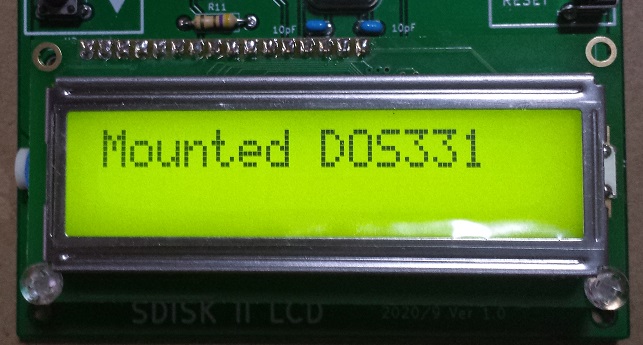 R11
10pF 10pF
RESET
Mounted DOS331
SDISK II LCD
2020/9 Ver 1.0